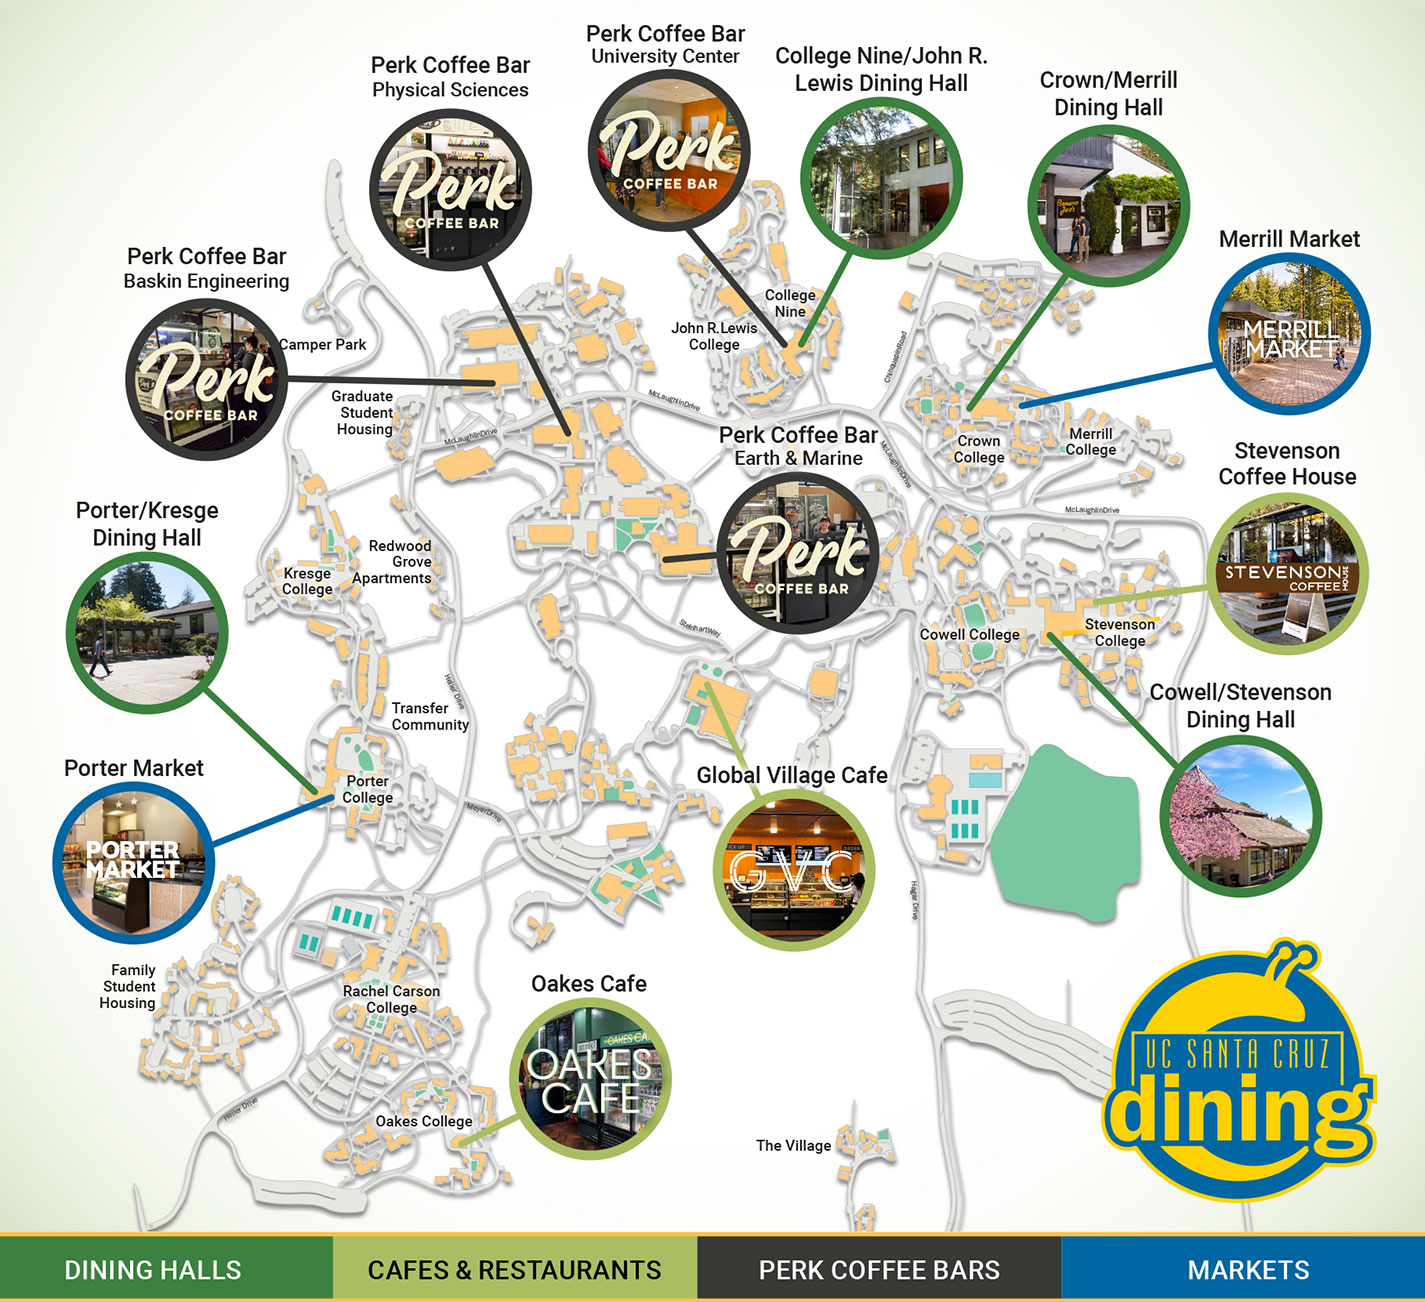 Perk Coffee Bar
University Center
Perk
COFFEE BAR
Perk Coffee Bar
Physical Sciences
Perk
COFFEE BAR
College Nine/John R.
Lewis Dining Hall
Crown/Merrill
Dining Hall
Banana
Joe's
Merrill Market
MERRILL
MARKET
Perk Coffee Bar
Baskin Engineering
Perk
COFFEE BAR
Camper Park
College
Nine
John R. Lewis
College
Chinquapin Road
Graduate
Student
Housing
McLaughlin Drive
McLaughlin Drive
McLaughlin Drive
Crown
College
Merrill
College
Perk Coffee Bar
Earth & Marine
Perk
COFFEE BAR
Stevenson
Coffee House
STEVENSON
COFFEE
HOUSE
McLaughlin Drive
Porter/Kresge
Dining Hall
Redwood
Grove
Apartments
Kresge
College
Steinhart Way
Cowell College
Stevenson
College
Cowell/Stevenson
Dining Hall
Heller Drive
Transfer
Community
Porter Market
PORTER
MARKET
Porter
College
Meyer Drive
Global Village Cafe
GVC
Hagar Drive
Family
Student
Housing
Rachel Carson
College
Oakes Cafe
OAKES CA
OAKES
CAFE
Heller Drive
Oakes College
The Village
UC SANTA CRUZ
dining
DINING HALLS
CAFES & RESTAURANTS
PERK COFFEE BARS
MARKETS